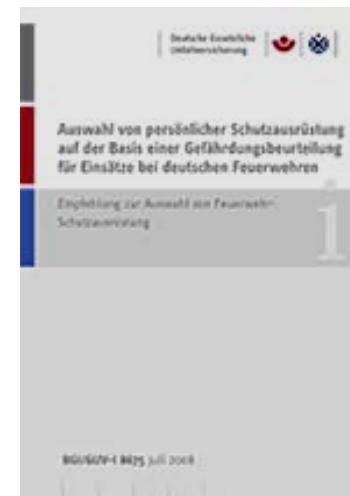 Deutsche Gesetzliche
Unfallversicherung
Auswahl von persönlicher Schutzausrüstung
auf der Basis einer Gefährdungsbeurteilung
für Einsätze bei deutschen Feuerwehren
Empfehlung zur Auswahl von Feuerwehr-
Schutzausrüstung
i
BGI/GUV-I 8675 Juli 2008